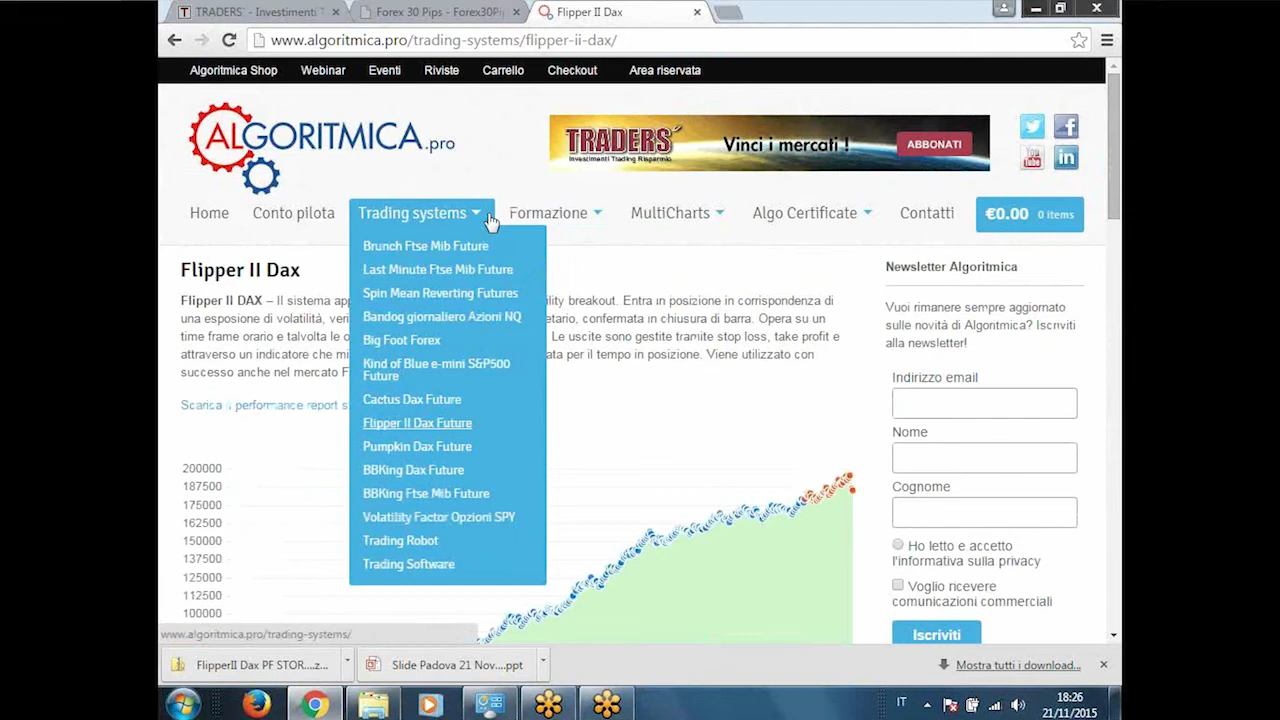 TRADERS` - Investimenti T
Forex 30 Pips - Forex30Pi
Flipper II Dax
www.algoritmica.pro/trading-systems/flipper-ii-dax/
Algoritmica Shop
Webinar
Eventi
Riviste
Carrello
Checkout
Area riservata
ALGORITMICA.pro
TRADERS´
Investimenti Trading Risparmio
Vinci i mercati !
ABBONATI
You Tube
Home
Conto pilota
Trading systems
Formazione
MultiCharts
Algo Certificate
Contatti
€0.00 0 items
Brunch Ftse Mib Future
Last Minute Ftse Mib Future
Spin Mean Reverting Futures
Bandog giornaliero Azioni NQ
Big Foot Forex
Kind of Blue e-mini S&P500
Future
Cactus Dax Future
Flipper II Dax Future
Pumpkin Dax Future
BBKing Dax Future
BBKing Ftse Mib Future
Volatility Factor Opzioni SPY
Trading Robot
Trading Software
Flipper II Dax
Flipper II DAX – Il sistema app lity breakout. Entra in posizione in corrispondenza di
una esposizione di volatilità, veri etario, confermata in chiusura di barra. Opera su un
time frame orario e talvolta le o Le uscite sono gestite tramite stop loss, take profit e
attraverso un indicatore che mi ata per il tempo in posizione. Viene utilizzato con
successo anche nel mercato F
Scarica il performance report s
200000
187500
175000
162500
150000
137500
125000
112500
100000
Newsletter Algoritmica
Vuoi rimanere sempre aggiornato
sulle novità di Algoritmica? Iscriviti
alla newsletter!
Indirizzo email
Nome
Cognome
Ho letto e accetto
l'informativa sulla privacy
Voglio ricevere
comunicazioni commerciali
Iscriviti
www.algoritmica.pro/trading-systems/
FlipperII Dax PF STOR....z...
Slide Padova 21 Nov....ppt
Mostra tutti i download...
IT
18:26
21/11/2015